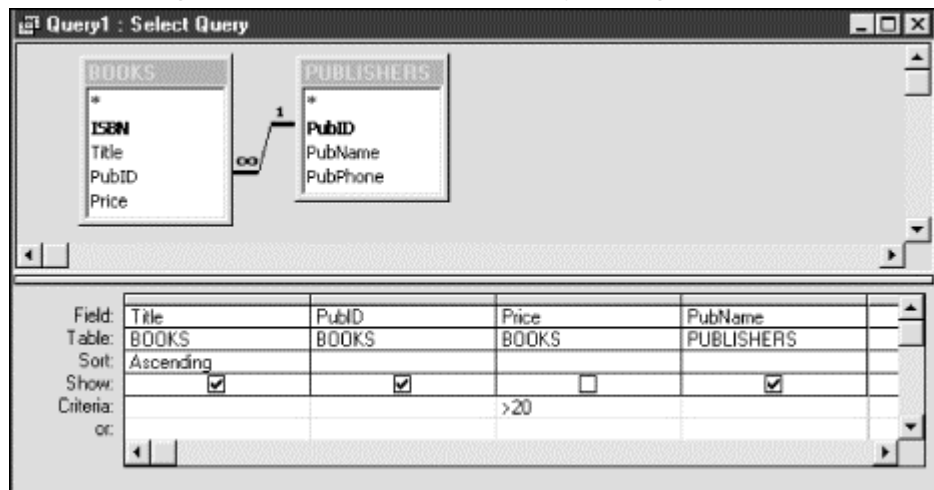 Query1 : Select Query
BOOKS
*
ISBN
Title
PubID
Price
∞
1
PUBLISHERS
*
PubID
PubName
PubPhone
Field: Title PubID Price PubName
Table: BOOKS BOOKS BOOKS PUBLISHERS
Sort: Ascending
Show:
Criteria: >20
or: